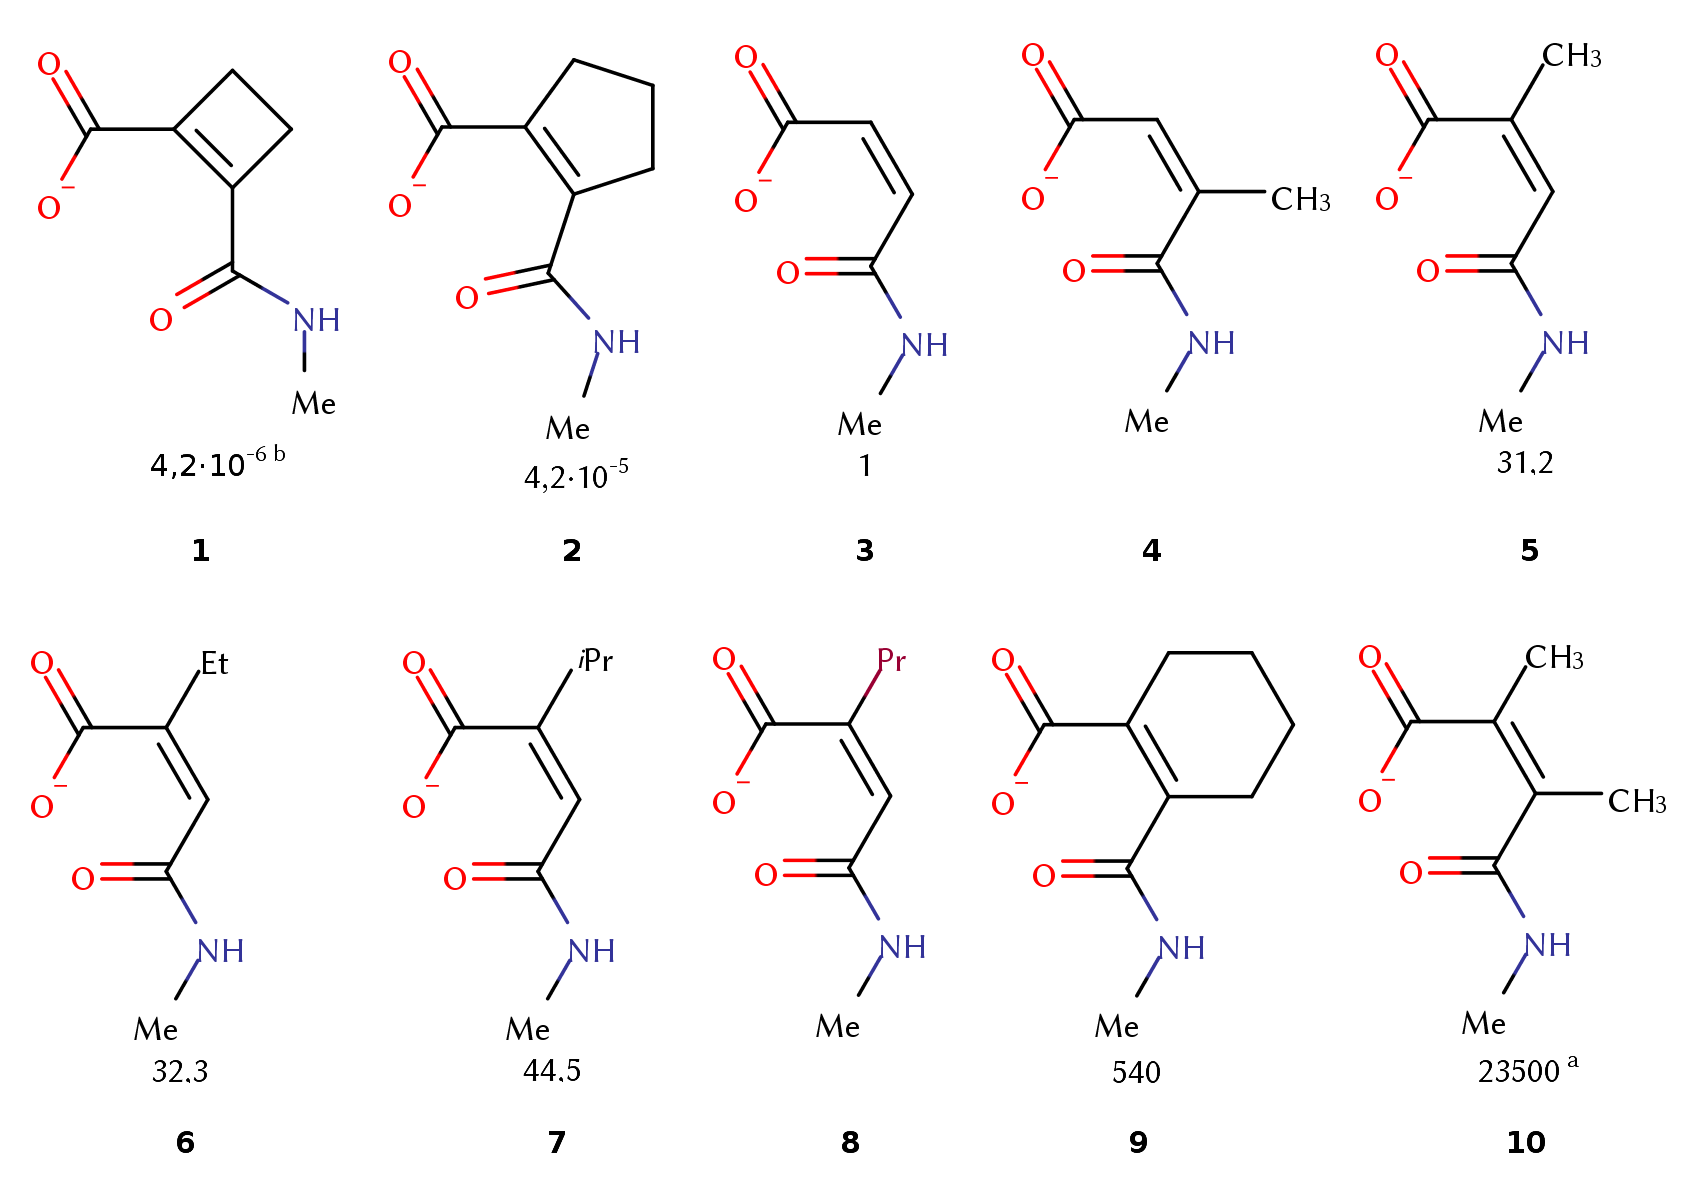 O O O O O CH3
O⁻ O⁻ O⁻ O⁻ CH3 O⁻
O O O O O
NH NH NH NH NH
Me Me Me Me Me
4,2·10⁻⁶ ᵇ 4,2·10⁻⁵ 1 31,2
1 2 3 4 5
O Et O iPr O Pr O O CH3
O⁻ O⁻ O⁻ O⁻ O⁻ CH3
O O O O O
NH NH NH NH NH
Me Me Me Me Me
32,3 44,5 540 23500 ᵃ
6 7 8 9 10